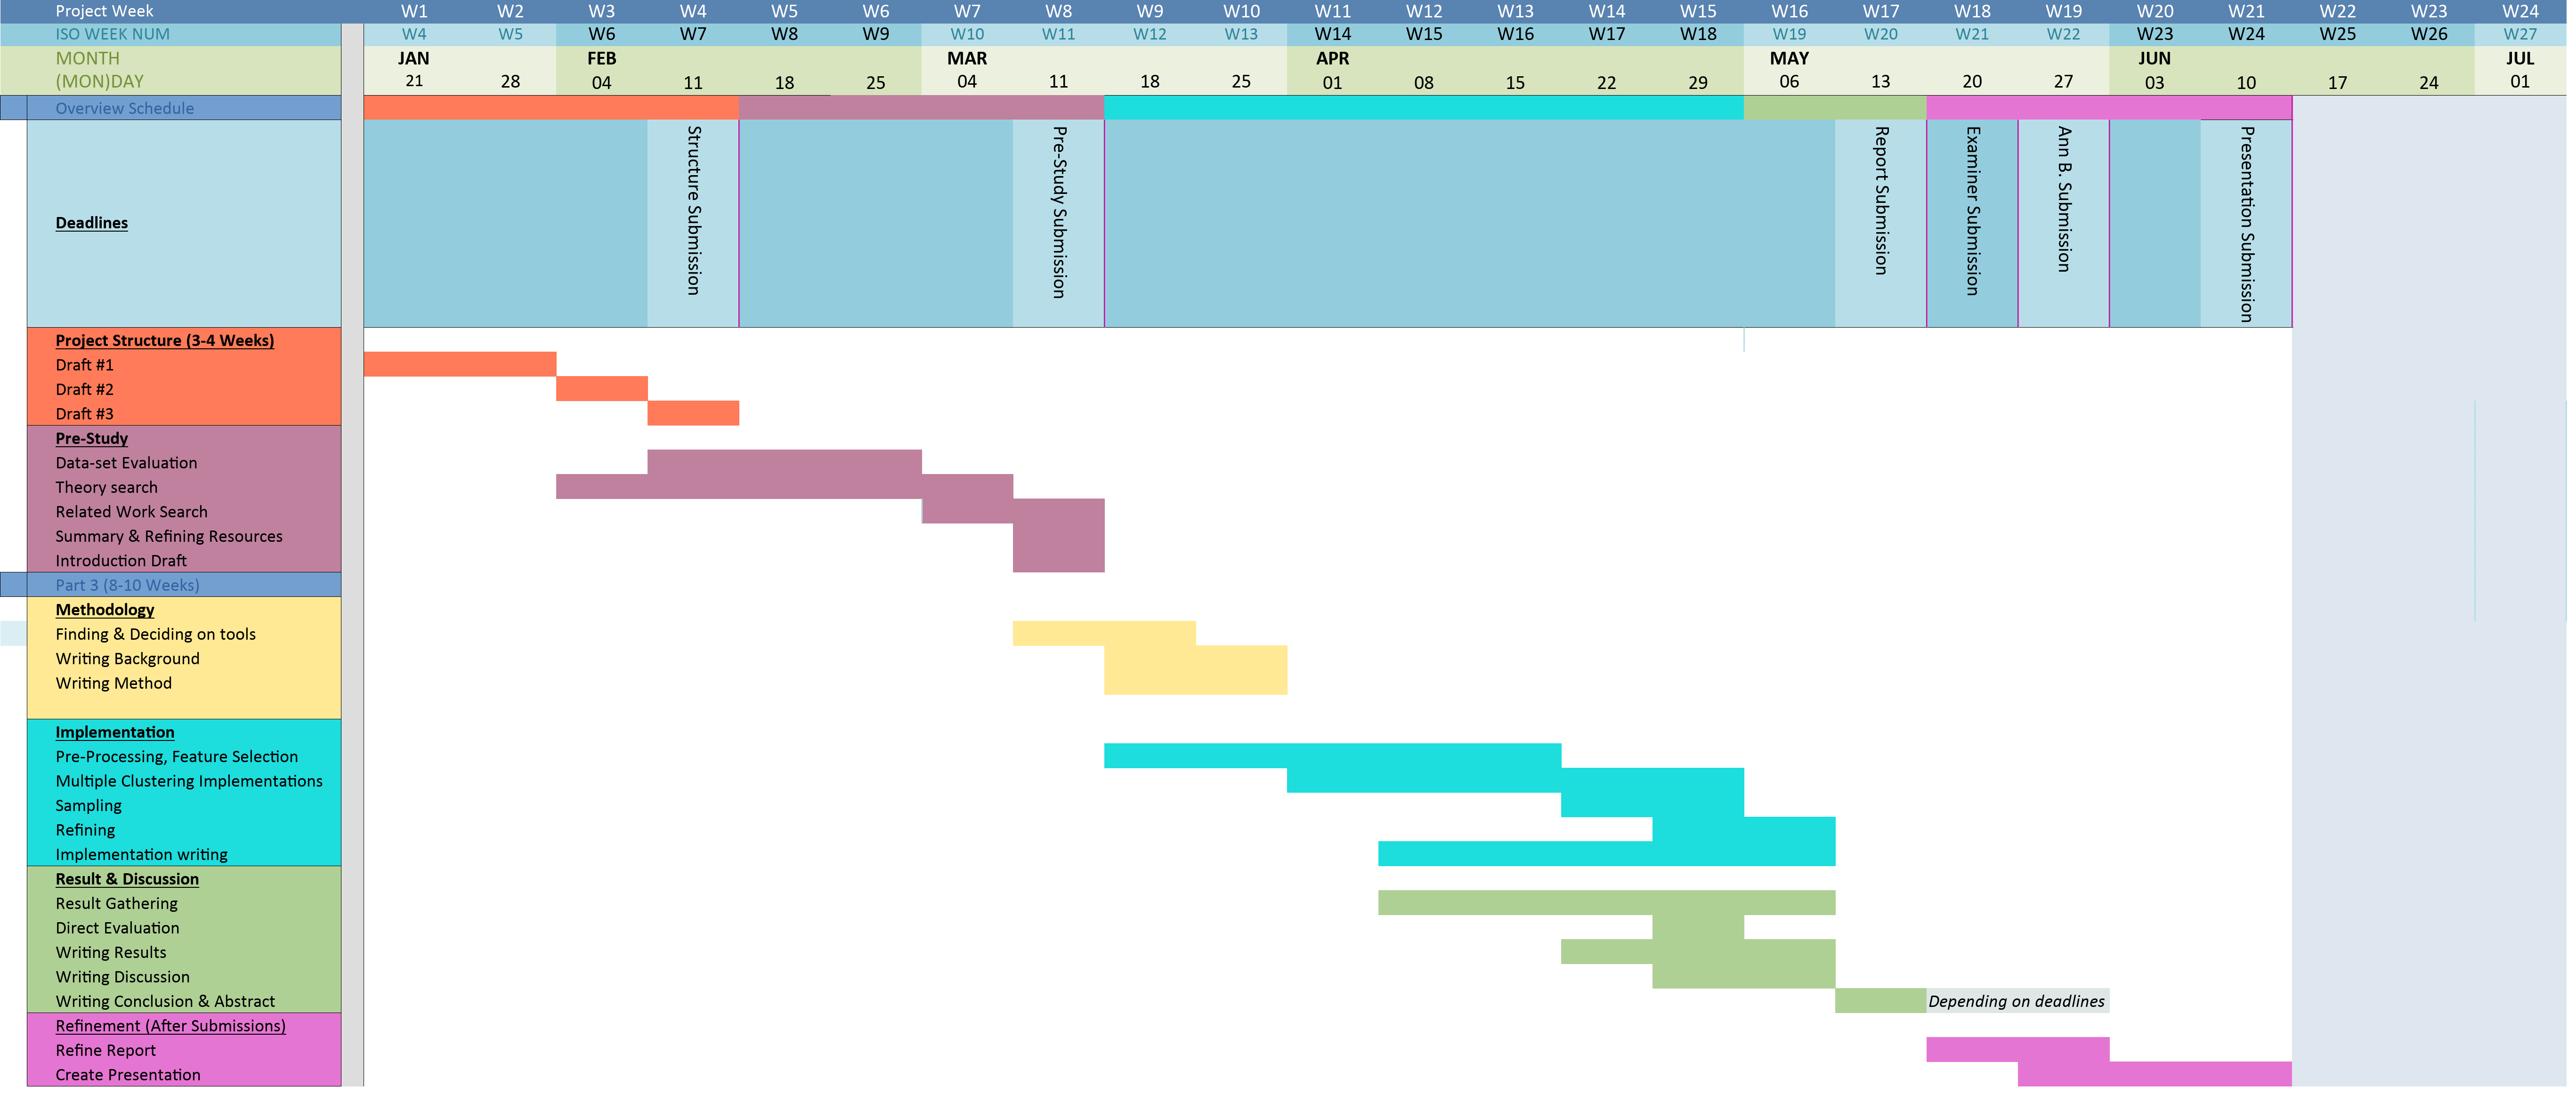 Project Week W1 W2 W3 W4 W5 W6 W7 W8 W9 W10 W11 W12 W13 W14 W15 W16 W17 W18 W19 W20 W21 W22 W23 W24
ISO WEEK NUM W4 W5 W6 W7 W8 W9 W10 W11 W12 W13 W14 W15 W16 W17 W18 W19 W20 W21 W22 W23 W24 W25 W26 W27
MONTH JAN FEB MAR APR MAY JUN JUL
(MON)DAY 21 28 04 11 18 25 04 11 18 25 01 08 15 22 29 06 13 20 27 03 10 17 24 01
Overview Schedule
Deadlines
Structure Submission
Pre-Study Submission
Report Submission
Examiner Submission
Ann B. Submission
Presentation Submission
Project Structure (3-4 Weeks)
Draft #1
Draft #2
Draft #3
Pre-Study
Data-set Evaluation
Theory search
Related Work Search
Summary & Refining Resources
Introduction Draft
Part 3 (8-10 Weeks)
Methodology
Finding & Deciding on tools
Writing Background
Writing Method
Implementation
Pre-Processing, Feature Selection
Multiple Clustering Implementations
Sampling
Refining
Implementation writing
Result & Discussion
Result Gathering
Direct Evaluation
Writing Results
Writing Discussion
Writing Conclusion & Abstract Depending on deadlines
Refinement (After Submissions)
Refine Report
Create Presentation